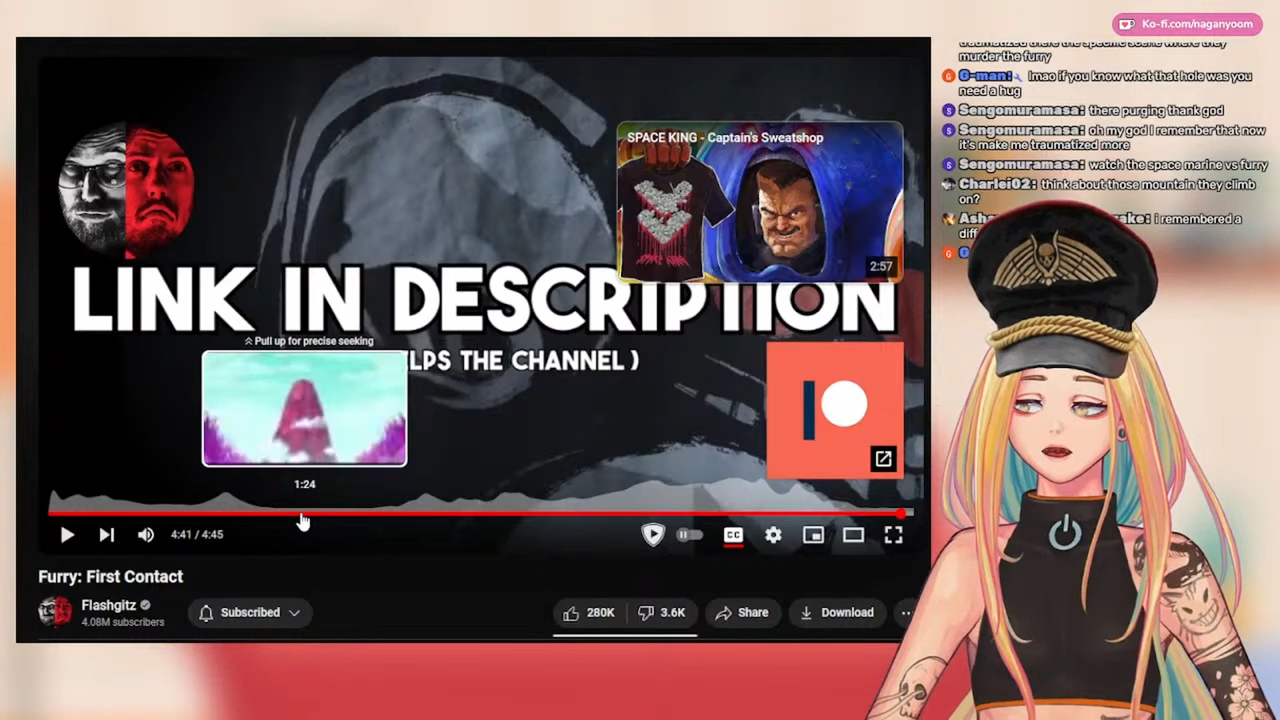 Ko-fi.com/naganyoom
traumatized there the specific scene where they
murder the furry
G-man: lmao if you know what that hole was you
need a hug
Sengomuramasa: there purging thank god
Sengomuramasa: oh my god I remember that now
it's make me traumatized more
Sengomuramasa: watch the space marine vs furry
Charlei02: think about those mountain they climb
on?
i remembered a
SPACE KING - Captain's Sweatshop
2:57
LINK IN DESCRIPTION
LPS THE CHANNEL )
Pull up for precise seeking
1:24
4:41 / 4:45
CC
Furry: First Contact
Flashgitz
4.08M subscribers
Subscribed
280K
3.6K
Share
Download